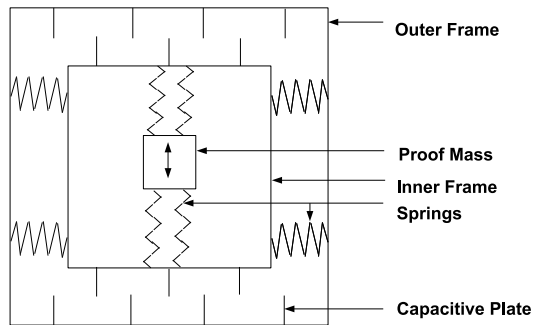 Outer Frame
Proof Mass
Inner Frame
Springs
Capacitive Plate